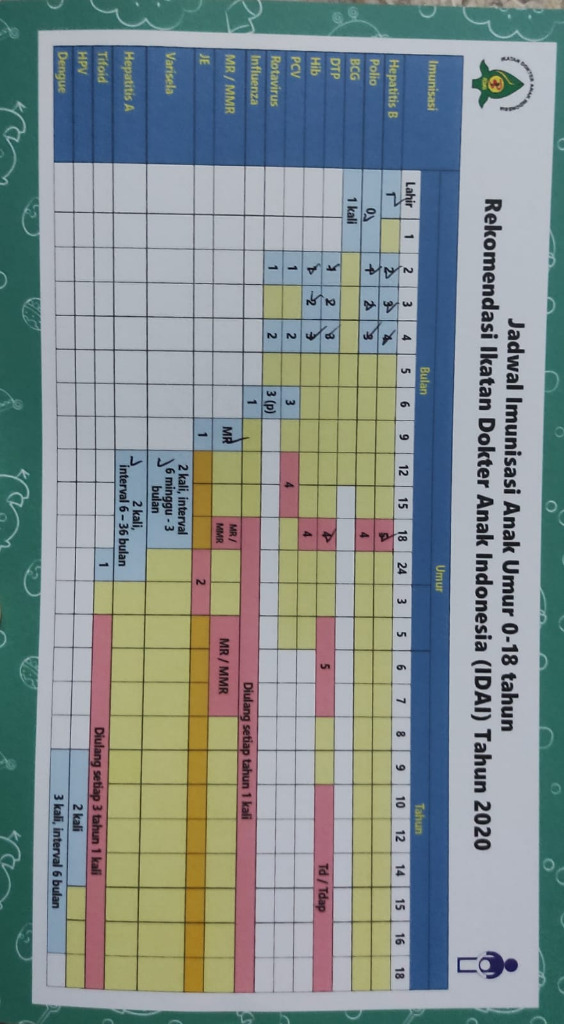 IKATAN DOKTER ANAK INDONESIA
IDAI
Jadwal Imunisasi Anak Umur 0-18 tahun
Rekomendasi Ikatan Dokter Anak Indonesia (IDAI) Tahun 2020
Imunisasi
Umur
Bulan Tahun
Lahir 1 2 3 4 5 6 9 12 15 18 24 3 5 6 7 8 9 10 12 14 15 16 18
Hepatitis B 1 2 3 4
Polio 0 1 2 3 4
BCG 1 kali
DTP 1 2 3 4 5 Td / Tdap
Hib 1 2 3 4
PCV 1 2 3 4
Rotavirus 1 2 3 (p)
Influenza 1 Diulang setiap tahun 1 kali
MR / MMR MR MR / MMR MR / MMR
JE 1 2
Varisela 2 kali, interval 6 minggu - 3 bulan
Hepatitis A 2 kali, interval 6 – 36 bulan
Tifoid 1 Diulang setiap 3 tahun 1 kali
HPV 2 kali
Dengue 3 kali, interval 6 bulan